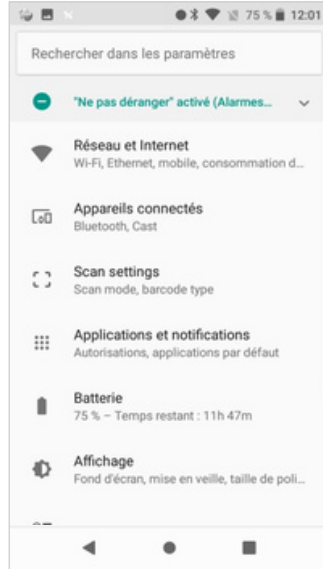 75 % 12:01
Rechercher dans les paramètres
"Ne pas déranger" activé (Alarmes...
Réseau et Internet
Wi-Fi, Ethernet, mobile, consommation d...
Appareils connectés
Bluetooth, Cast
Scan settings
Scan mode, barcode type
Applications et notifications
Autorisations, applications par défaut
Batterie
75 % – Temps restant : 11h 47m
Affichage
Fond d'écran, mise en veille, taille de poli...